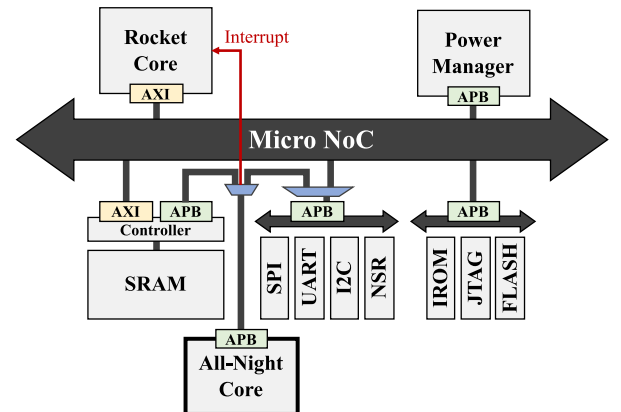 Rocket
Core
AXI
Interrupt
Power
Manager
APB
Micro NoC
AXI
APB
Controller
SRAM
APB
SPI
UART
I2C
NSR
APB
IROM
JTAG
FLASH
APB
All-Night
Core